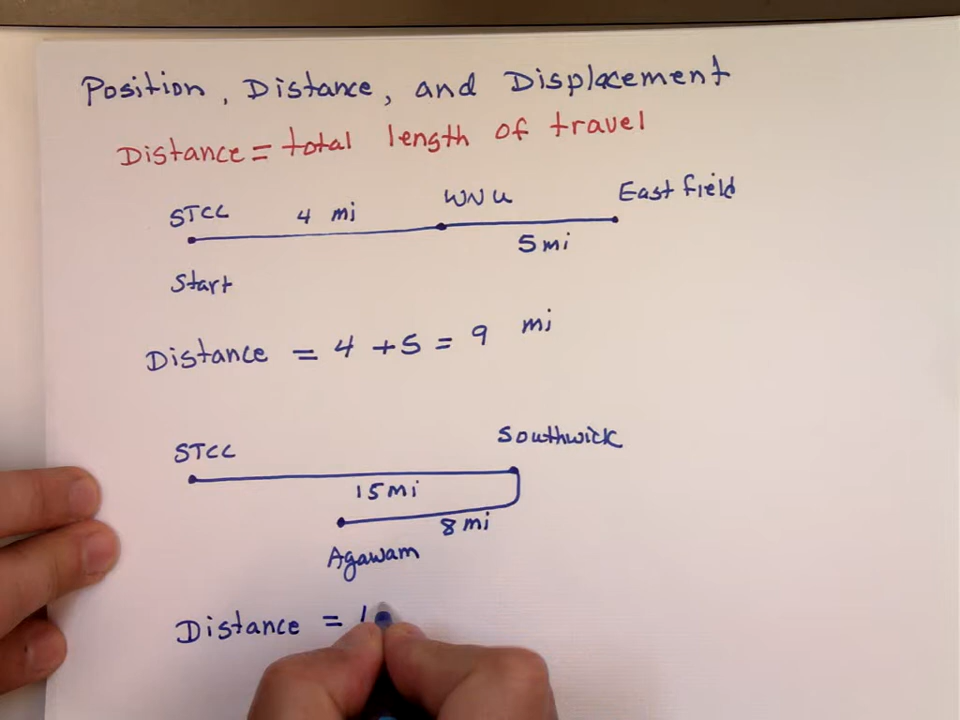 Position, Distance, and Displacement
Distance = total length of travel
STCC 4 mi WNU East field
5 mi
Start
Distance = 4 + 5 = 9 mi
STCC Southwick
15 mi
8 mi
Agawam
Distance = 1